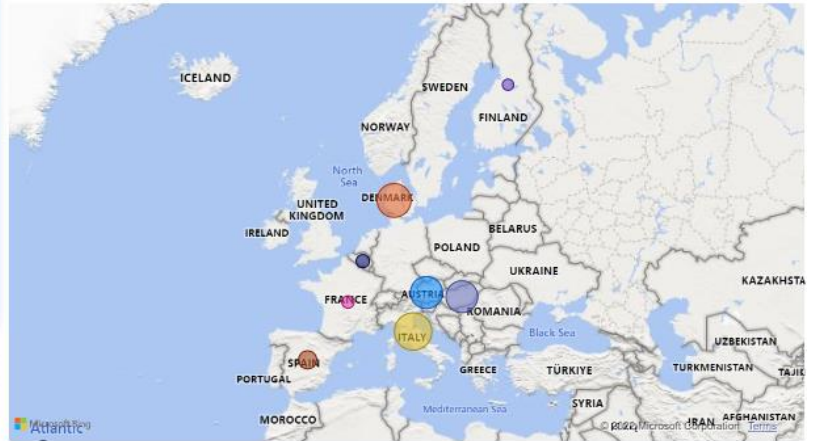 ICELAND
SWEDEN
FINLAND
NORWAY
North
Sea
DENMARK
UNITED
KINGDOM
IRELAND
BELARUS
POLAND
UKRAINE
KAZAKHSTA
AUSTRIA
FRANCE
ROMANIA
ITALY
Black Sea
UZBEKISTAN
SPAIN
PORTUGAL
GREECE
TÜRKIYE
TURKMENISTAN
TAJIK
SYRIA
Mediterranean Sea
MOROCCO
AFGHANISTAN
IRAN
Microsoft Bing
Atlantic
© 2022 Microsoft Corporation Terms